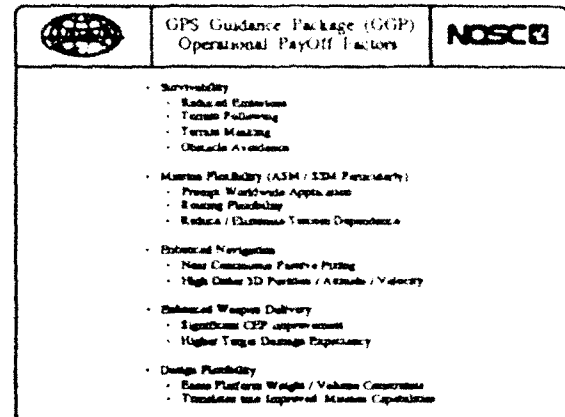 GPS Guidance Package (GGP)
Operational PayOff Factors
NOSC
· Survivability
· Reduced Emissions
· Terrain Following
· Terrain Masking
· Obstacle Avoidance
· Mission Flexibility (ASM / SSM Particularly)
· Prompt Worldwide Application
· Routing Flexibility
· Reduce / Eliminate Terrain Dependence
· Enhanced Navigation
· Near Continuous Passive Fixing
· High Order 3D Position / Attitude / Velocity
· Enhanced Weapon Delivery
· Significant CEP improvement
· Higher Target Damage Expectancy
· Design Flexibility
· Eases Platform Weight / Volume Constraints
· Translates into Improved Mission Capabilities